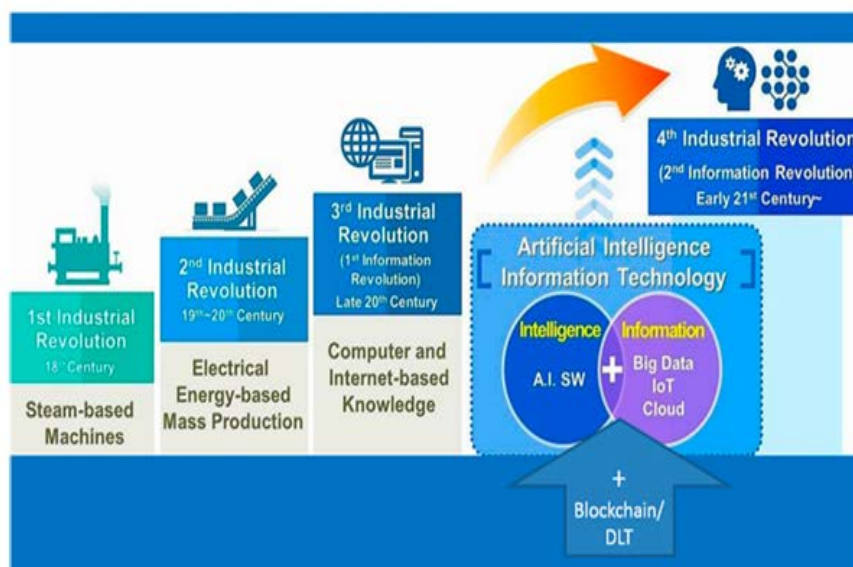 1st Industrial
Revolution
18th Century
Steam-based
Machines
2nd Industrial
Revolution
19th~20th Century
Electrical
Energy-based
Mass Production
3rd Industrial
Revolution
(1st Information
Revolution)
Late 20th Century
Computer and
Internet-based
Knowledge
4th Industrial Revolution
(2nd Information Revolution
Early 21st Century~
Artificial Intelligence
Information Technology
Intelligence
A.I. SW
+
Information
Big Data
IoT
Cloud
+
Blockchain/
DLT